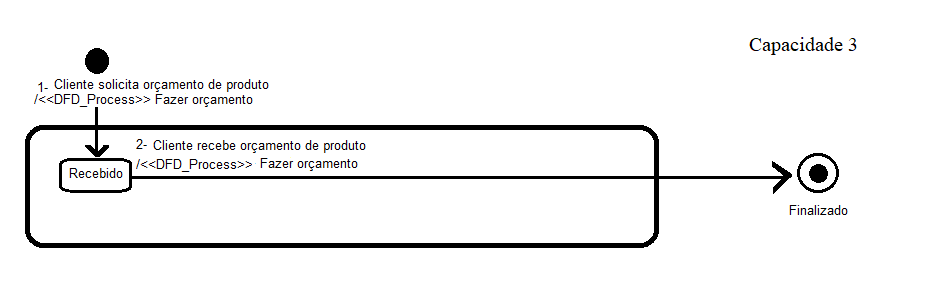 Capacidade 3
1- Cliente solicita orçamento de produto
/<<DFD_Process>> Fazer orçamento
2- Cliente recebe orçamento de produto
/<<DFD_Process>> Fazer orçamento
Recebido
Finalizado